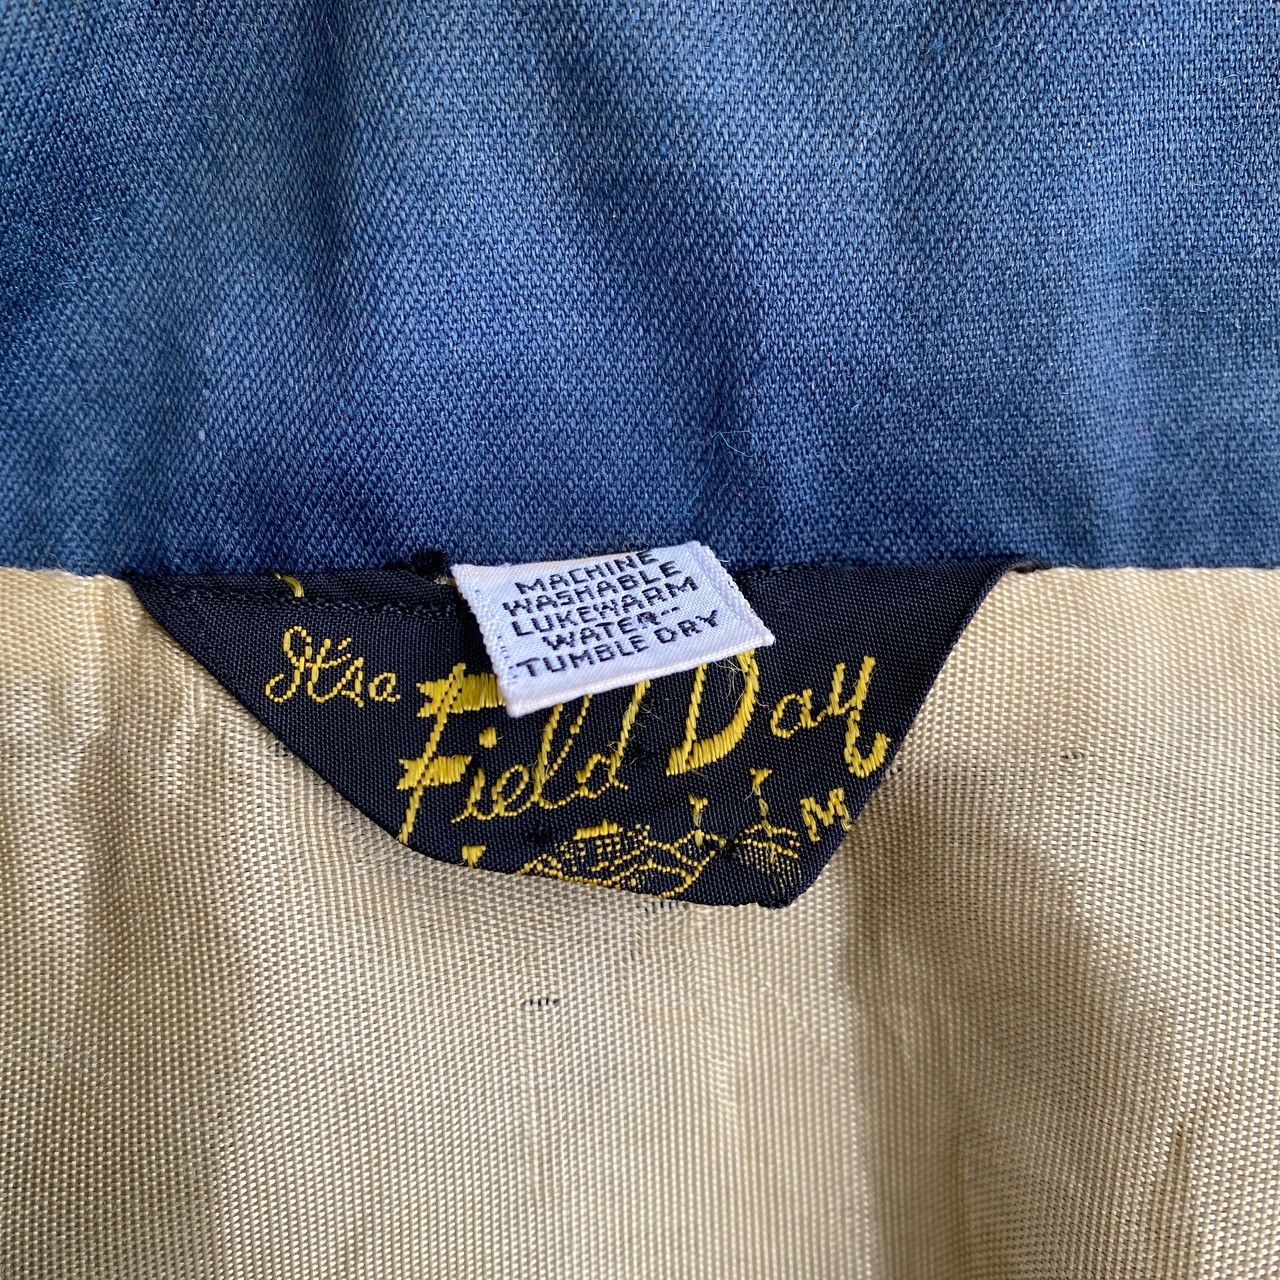 MACHINE
WASHABLE
LUKEWARM
WATER--
TUMBLE DRY
It's a
Field Day
M